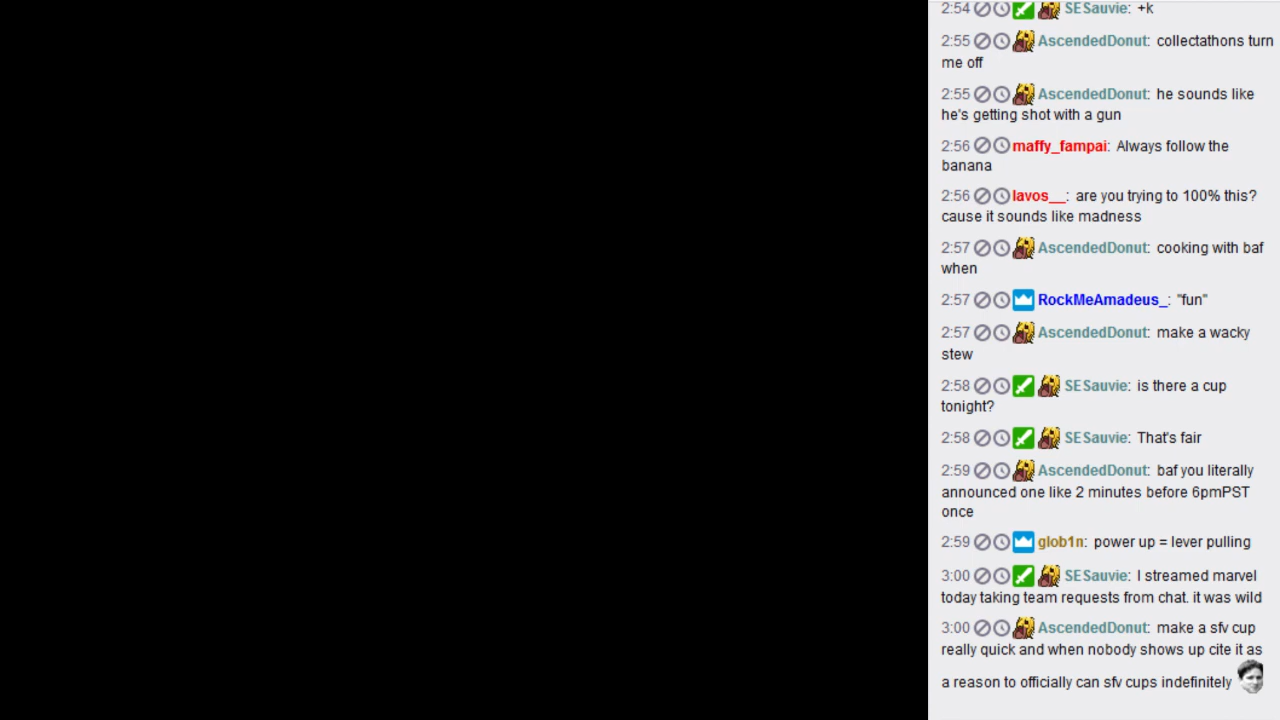 2:54 SESauvie: +k
2:55 AscendedDonut: collectathons turn
me off
2:55 AscendedDonut: he sounds like
he's getting shot with a gun
2:56 maffy_fampai: Always follow the
banana
2:56 lavos__: are you trying to 100% this?
cause it sounds like madness
2:57 AscendedDonut: cooking with baf
when
2:57 RockMeAmadeus_: "fun"
2:57 AscendedDonut: make a wacky
stew
2:58 SESauvie: is there a cup
tonight?
2:58 SESauvie: That's fair
2:59 AscendedDonut: baf you literally
announced one like 2 minutes before 6pmPST
once
2:59 glob1n: power up = lever pulling
3:00 SESauvie: I streamed marvel
today taking team requests from chat. it was wild
3:00 AscendedDonut: make a sfv cup
really quick and when nobody shows up cite it as
a reason to officially can sfv cups indefinitely